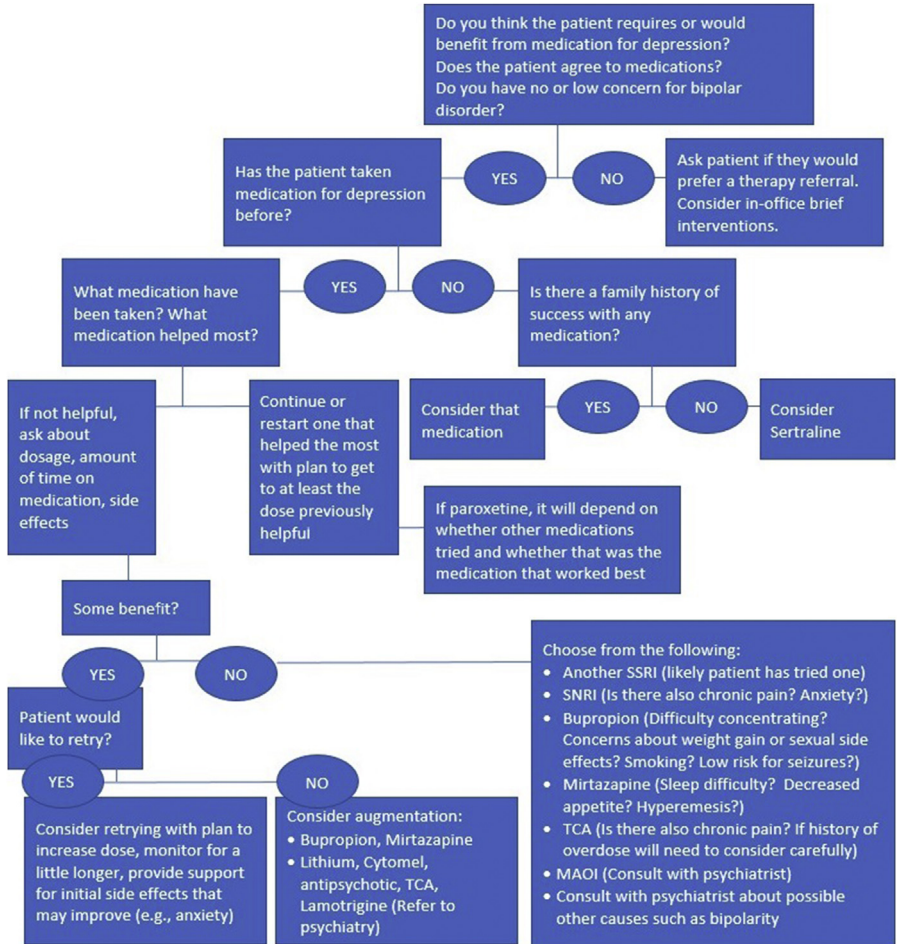 Do you think the patient requires or would
benefit from medication for depression?
Does the patient agree to medications?
Do you have no or low concern for bipolar
disorder?
Has the patient taken
medication for depression
before?
YES
NO
Ask patient if they would
prefer a therapy referral.
Consider in-office brief
interventions.
What medication have
been taken? What
medication helped most?
YES
NO
Is there a family history of
success with any
medication?
If not helpful,
ask about
dosage, amount
of time on
medication, side
effects
Continue or
restart one that
helped the most
with plan to get
to at least the
dose previously
helpful
Consider that
medication
YES
NO
Consider
Sertraline
If paroxetine, it will depend on
whether other medications
tried and whether that was the
medication that worked best
Some benefit?
YES
NO
Choose from the following:
• Another SSRI (likely patient has tried one)
• SNRI (Is there also chronic pain? Anxiety?)
• Bupropion (Difficulty concentrating?
Concerns about weight gain or sexual side
effects? Smoking? Low risk for seizures?)
• Mirtazapine (Sleep difficulty? Decreased
appetite? Hyperemesis?)
• TCA (Is there also chronic pain? If history of
overdose will need to consider carefully)
• MAOI (Consult with psychiatrist)
• Consult with psychiatrist about possible
other causes such as bipolarity
Patient would
like to retry?
YES
NO
Consider retrying with plan to
increase dose, monitor for a
little longer, provide support
for initial side effects that
may improve (e.g., anxiety)
Consider augmentation:
• Bupropion, Mirtazapine
• Lithium, Cytomel,
antipsychotic, TCA,
Lamotrigine (Refer to
psychiatry)